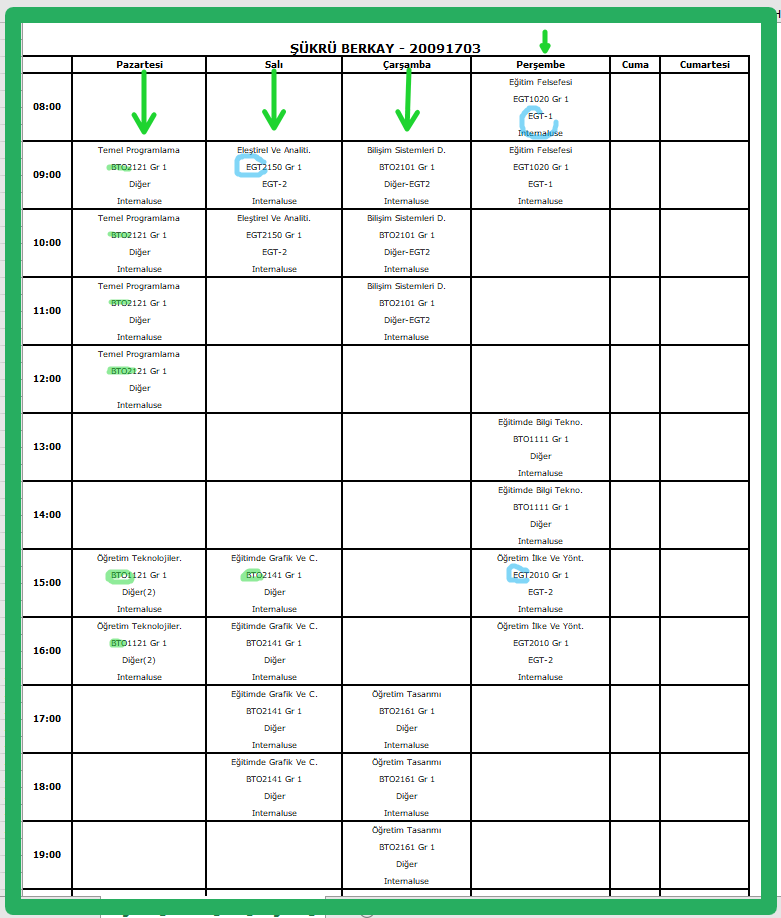 ŞÜKRÜ BERKAY - 20091703
Pazartesi Salı Çarşamba Perşembe Cuma Cumartesi
08:00
Eğitim Felsefesi
EGT1020 Gr 1
EGT-1
Internaluse
09:00
Temel Programlama
BTO2121 Gr 1
Diğer
Internaluse
Eleştirel Ve Analiti.
EGT2150 Gr 1
EGT-2
Internaluse
Bilişim Sistemleri D.
BTO2101 Gr 1
Diğer-EGT2
Internaluse
Eğitim Felsefesi
EGT1020 Gr 1
EGT-1
Internaluse
10:00
Temel Programlama
BTO2121 Gr 1
Diğer
Internaluse
Eleştirel Ve Analiti.
EGT2150 Gr 1
EGT-2
Internaluse
Bilişim Sistemleri D.
BTO2101 Gr 1
Diğer-EGT2
Internaluse
11:00
Temel Programlama
BTO2121 Gr 1
Diğer
Internaluse
Bilişim Sistemleri D.
BTO2101 Gr 1
Diğer-EGT2
Internaluse
12:00
Temel Programlama
BTO2121 Gr 1
Diğer
Internaluse
13:00
Eğitimde Bilgi Tekno.
BTO1111 Gr 1
Diğer
Internaluse
14:00
Eğitimde Bilgi Tekno.
BTO1111 Gr 1
Diğer
Internaluse
15:00
Öğretim Teknolojiler.
BTO1121 Gr 1
Diğer(2)
Internaluse
Eğitimde Grafik Ve C.
BTO2141 Gr 1
Diğer
Internaluse
Öğretim İlke Ve Yönt.
EGT2010 Gr 1
EGT-2
Internaluse
16:00
Öğretim Teknolojiler.
BTO1121 Gr 1
Diğer(2)
Internaluse
Eğitimde Grafik Ve C.
BTO2141 Gr 1
Diğer
Internaluse
Öğretim İlke Ve Yönt.
EGT2010 Gr 1
EGT-2
Internaluse
17:00
Eğitimde Grafik Ve C.
BTO2141 Gr 1
Diğer
Internaluse
Öğretim Tasarımı
BTO2161 Gr 1
Diğer
Internaluse
18:00
Eğitimde Grafik Ve C.
BTO2141 Gr 1
Diğer
Internaluse
Öğretim Tasarımı
BTO2161 Gr 1
Diğer
Internaluse
19:00
Öğretim Tasarımı
BTO2161 Gr 1
Diğer
Internaluse